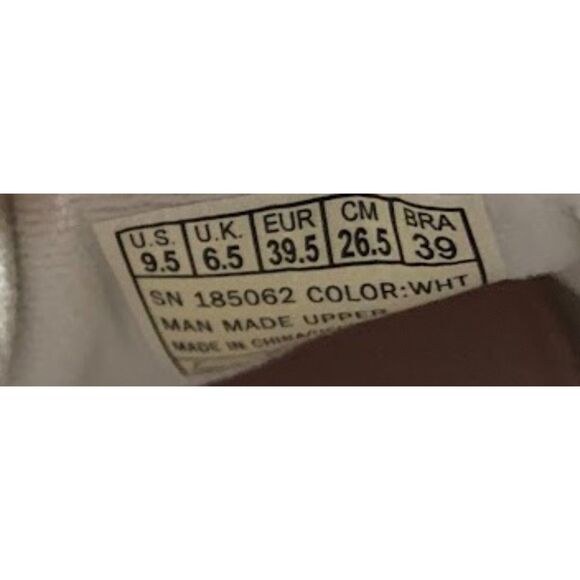 U.S. U.K. EUR CM BRA
9.5 6.5 39.5 26.5 39
SN 185062 COLOR:WHT
MAN MADE UPPER
MADE IN CHINA